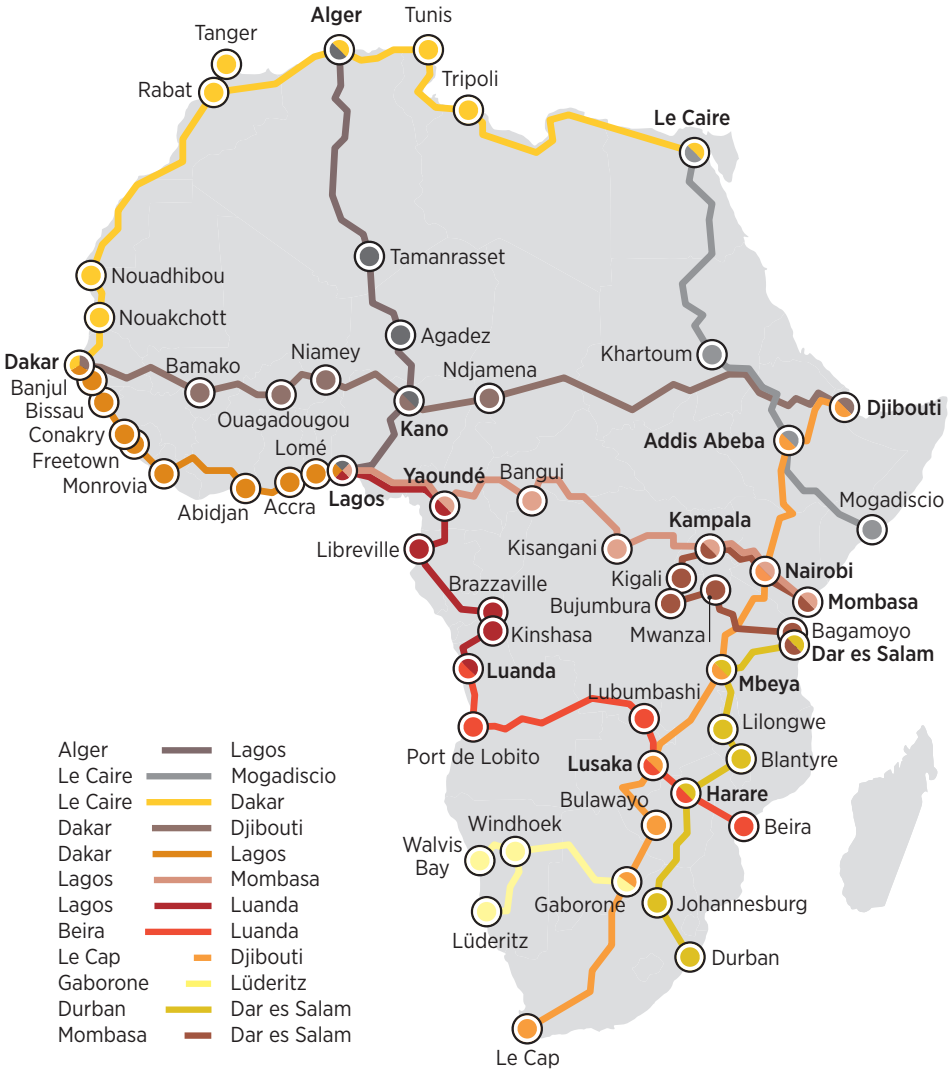 Alger
Tunis
Tanger
Rabat
Tripoli
Le Caire
Tamanrasset
Nouadhibou
Nouakchott
Agadez
Khartoum
Dakar
Bamako
Niamey
Ndjamena
Banjul
Bissau
Ouagadougou
Kano
Djibouti
Conakry
Freetown
Monrovia
Lomé
Addis Abeba
Abidjan
Accra
Lagos
Yaoundé
Bangui
Mogadiscio
Libreville
Kisangani
Kampala
Nairobi
Brazzaville
Kigali
Bujumbura
Mombasa
Kinshasa
Mwanza
Bagamoyo
Dar es Salam
Luanda
Mbeya
Lubumbashi
Lilongwe
Port de Lobito
Lusaka
Blantyre
Bulawayo
Harare
Beira
Windhoek
Walvis
Bay
Gaborone
Johannesburg
Lüderitz
Durban
Le Cap
Alger Lagos
Le Caire Mogadiscio
Le Caire Dakar
Dakar Djibouti
Dakar Lagos
Lagos Mombasa
Lagos Luanda
Beira Luanda
Le Cap Djibouti
Gaborone Lüderitz
Durban Dar es Salam
Mombasa Dar es Salam